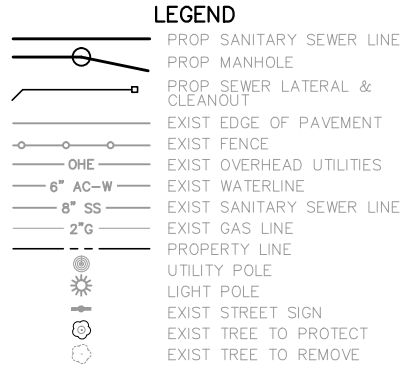 LEGEND
PROP SANITARY SEWER LINE
PROP MANHOLE
PROP SEWER LATERAL &
CLEANOUT
EXIST EDGE OF PAVEMENT
EXIST FENCE
OHE EXIST OVERHEAD UTILITIES
6" AC-W EXIST WATERLINE
8" SS EXIST SANITARY SEWER LINE
2"G EXIST GAS LINE
PROPERTY LINE
UTILITY POLE
LIGHT POLE
EXIST STREET SIGN
EXIST TREE TO PROTECT
EXIST TREE TO REMOVE